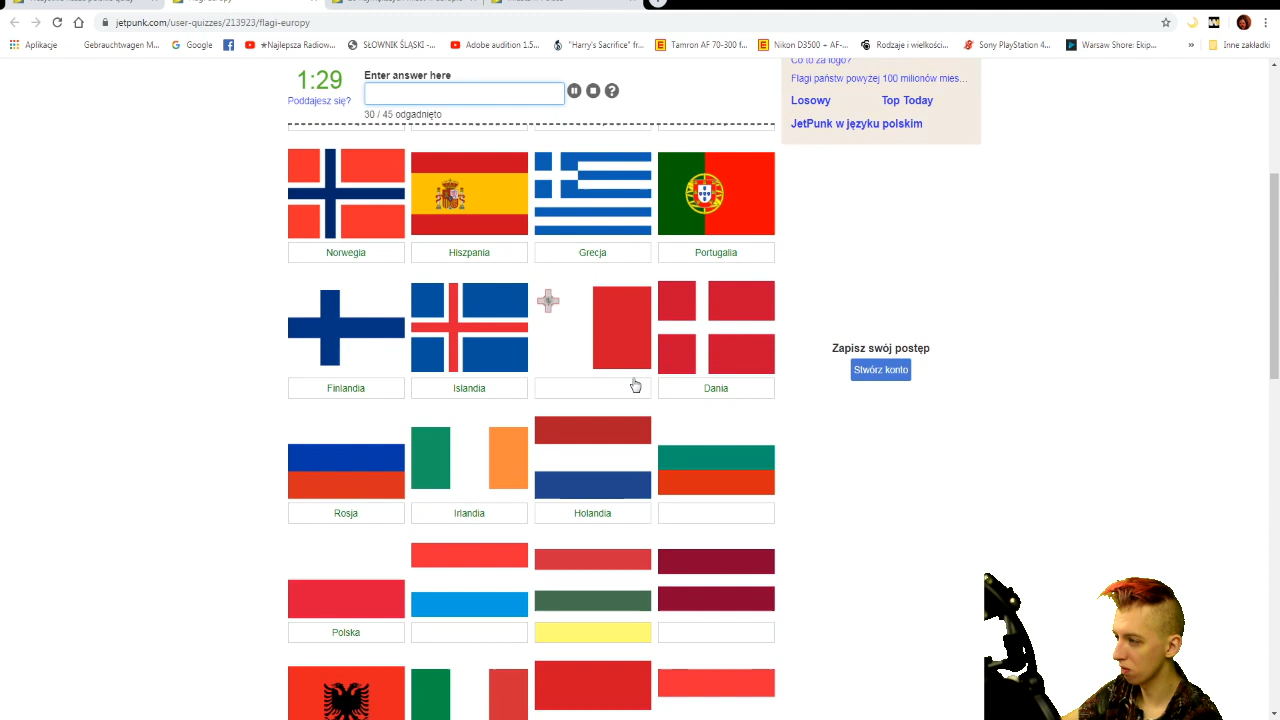 jetpunk.com/user-quizzes/213923/flagi-europy
Aplikacje Gebrauchtwagen M... Google ★Najlepsza Radiow... SŁOWNIK ŚLĄSKI -... Adobe audition 1.5... "Harry's Sacrifice" fr... Tamron AF 70-300 f... Nikon D3500 + AF-... Rodzaje i wielkości... Sony PlayStation 4... Warsaw Shore: Ekip... » Inne zakładki
Co to za logo?
1:29 Enter answer here
Flagi państw powyżej 100 milionów mies...
Poddajesz się?
Losowy Top Today
30 / 45 odgadnięto
JetPunk w języku polskim
Norwegia Hiszpania Grecja Portugalia
Zapisz swój postęp
Stwórz konto
Finlandia Islandia Dania
Rosja Irlandia Holandia
Polska